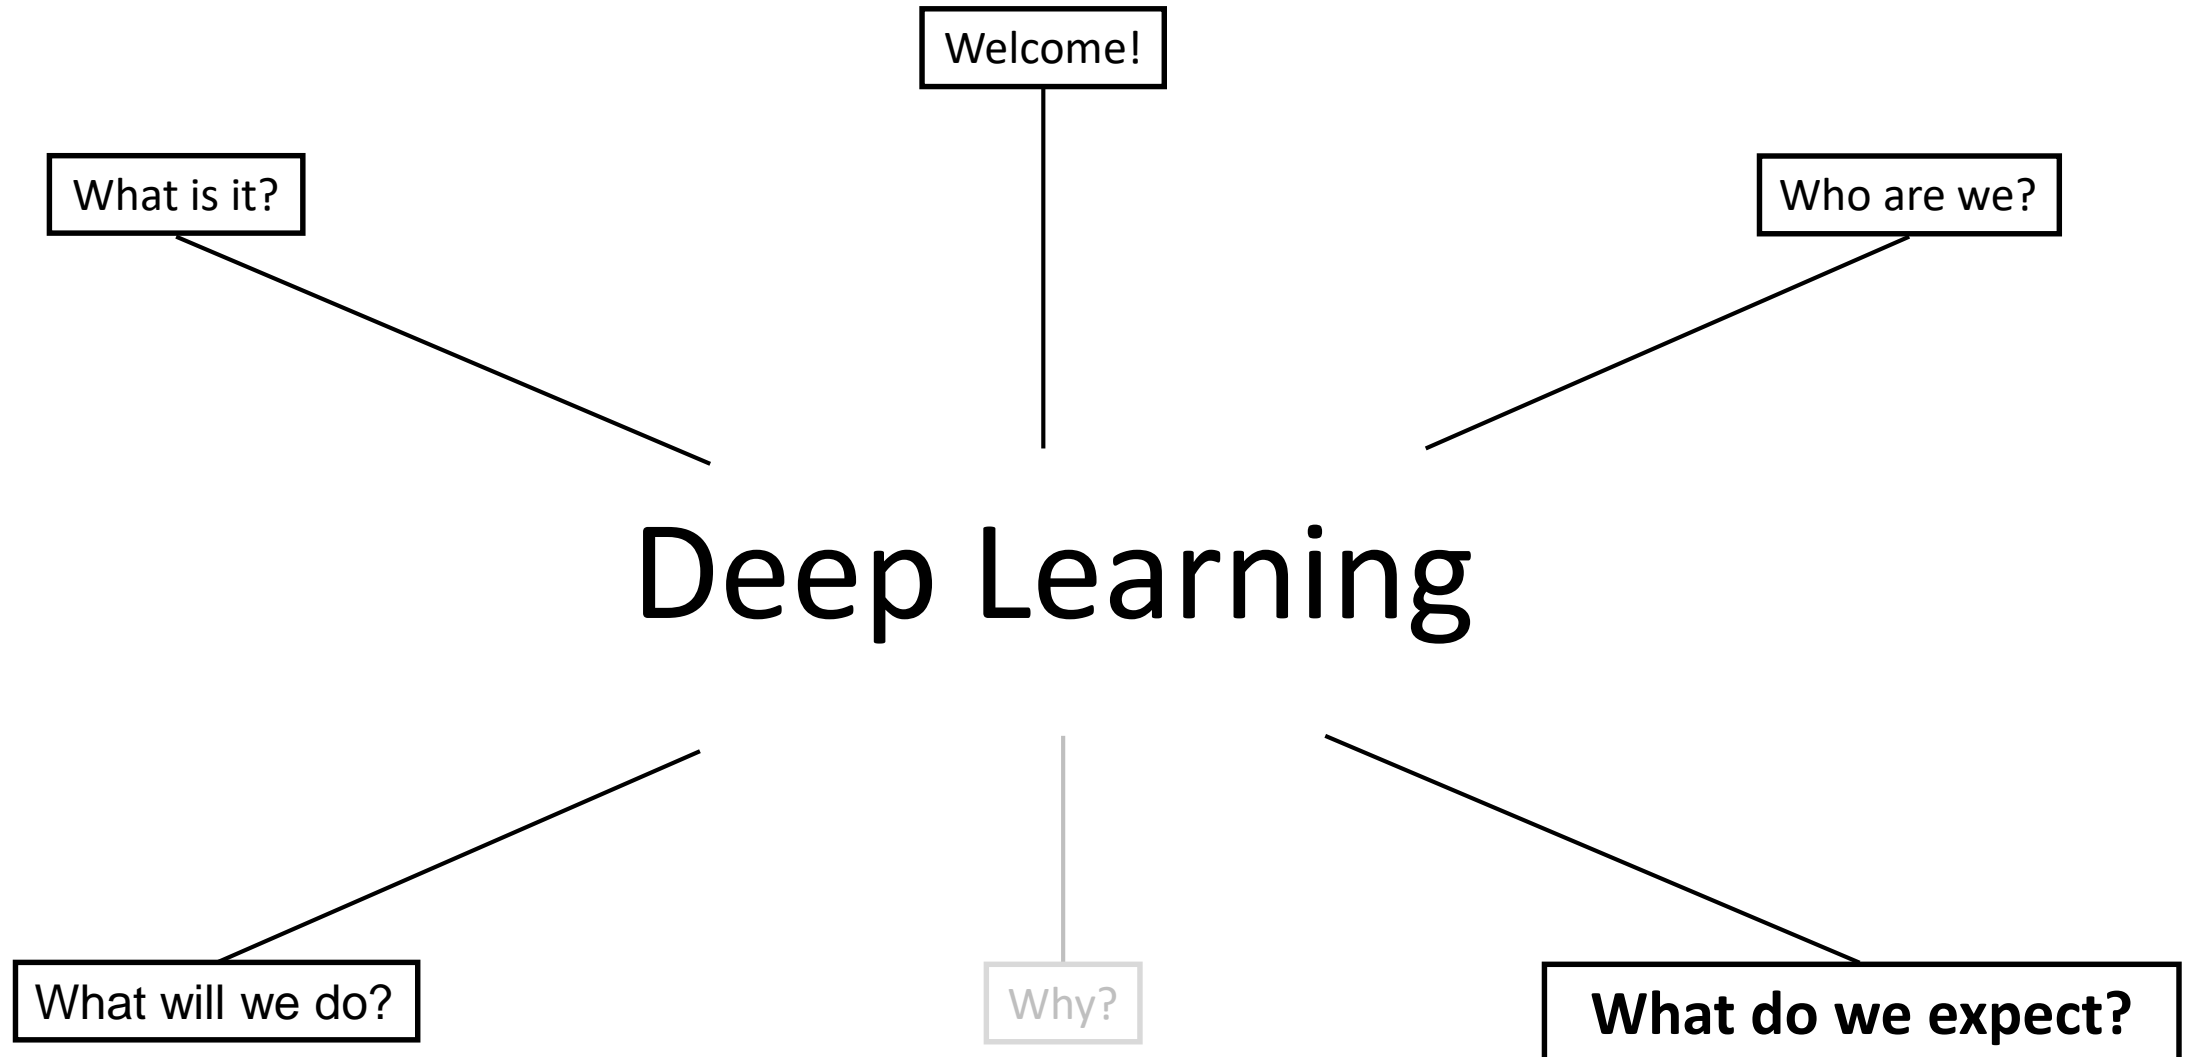 Welcome!
What is it?
Who are we?
Deep Learning
What will we do?
Why?
What do we expect?